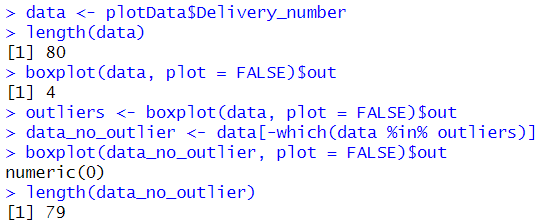 > data <- plotData$Delivery_number
> length(data)
[1] 80
> boxplot(data, plot = FALSE)$out
[1] 4
> outliers <- boxplot(data, plot = FALSE)$out
> data_no_outlier <- data[-which(data %in% outliers)]
> boxplot(data_no_outlier, plot = FALSE)$out
numeric(0)
> length(data_no_outlier)
[1] 79